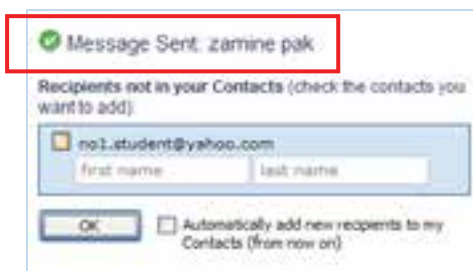 Message Sent: zamine pak
Recipients not in your Contacts (check the contacts you
want to add)
no1.student@yahoo.com
first name last name
OK Automatically add new recipients to my
Contacts (from now on)